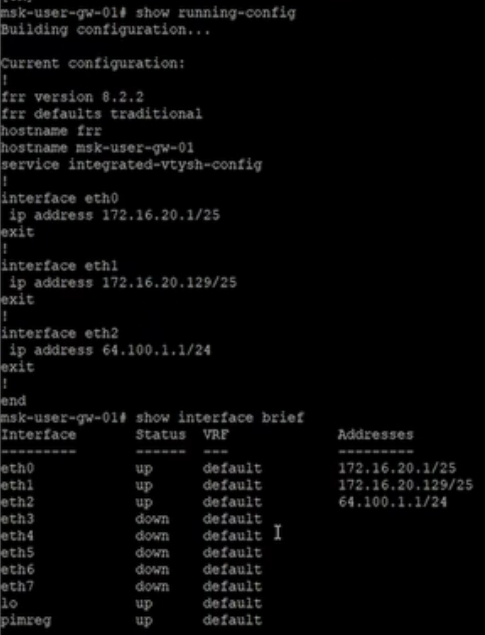 msk-user-gw-01# show running-config
Building configuration...
Current configuration:
!
frr version 8.2.2
frr defaults traditional
hostname frr
hostname msk-user-gw-01
service integrated-vtysh-config
!
interface eth0
 ip address 172.16.20.1/25
exit
!
interface eth1
 ip address 172.16.20.129/25
exit
!
interface eth2
 ip address 64.100.1.1/24
exit
!
end
msk-user-gw-01# show interface brief
Interface       Status  VRF             Addresses
---------       ------  ---             ---------
eth0            up      default         172.16.20.1/25
eth1            up      default         172.16.20.129/25
eth2            up      default         64.100.1.1/24
eth3            down    default
eth4            down    default
eth5            down    default
eth6            down    default
eth7            down    default
lo              up      default
pimreg          up      default